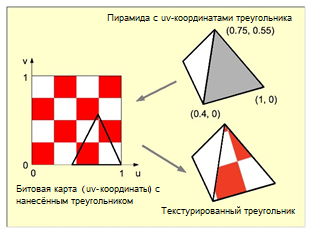 Пирамида с uv-координатами треугольника
(0.75, 0.55)
v
1
(1, 0)
(0.4, 0)
0
0
1
u
Битовая карта (uv-координаты) с
нанесённым треугольником
Текстурированный треугольник